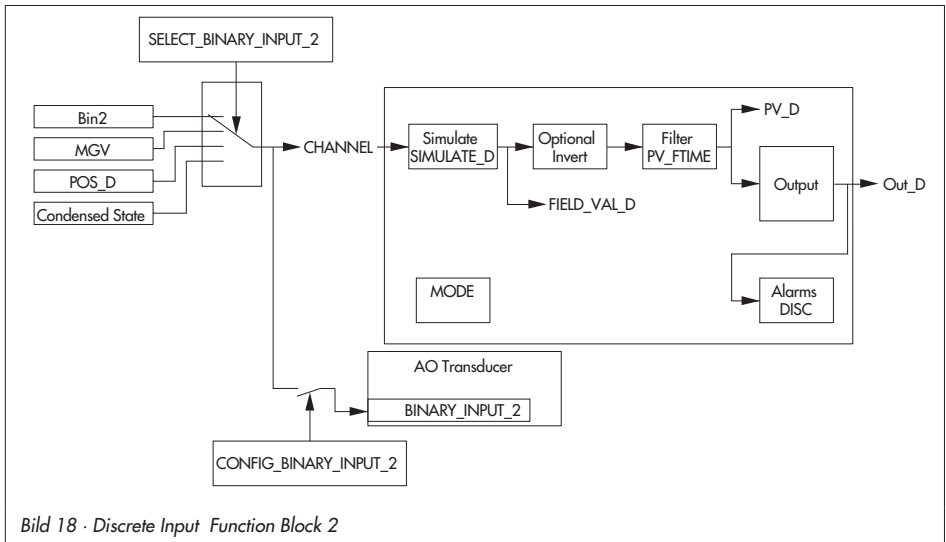 SELECT_BINARY_INPUT_2
Bin2
MGV
POS_D
Condensed State
CHANNEL
Simulate
SIMULATE_D
Optional
Invert
Filter
PV_FTIME
PV_D
Output
Out_D
FIELD_VAL_D
MODE
Alarms
DISC
AO Transducer
BINARY_INPUT_2
CONFIG_BINARY_INPUT_2
Bild 18 · Discrete Input Function Block 2